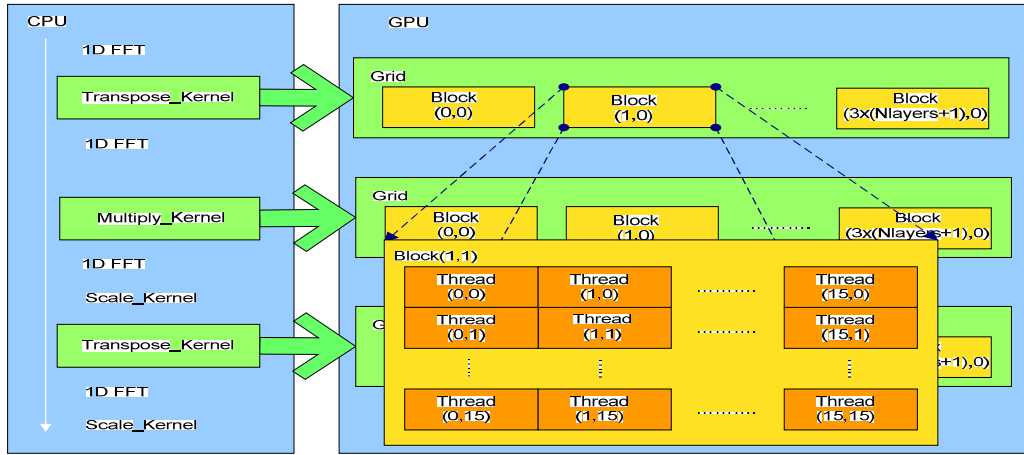 CPU
1D FFT
Transpose_Kernel
1D FFT
Multiply_Kernel
1D FFT
Scale_Kernel
Transpose_Kernel
1D FFT
Scale_Kernel
GPU
Grid
Block
(0,0)
Block
(1,0)
Block
(3x(Nlayers+1),0)
Grid
Block
(0,0)
Block
(1,0)
Block
(3x(Nlayers+1),0)
Block(1,1)
Thread
(0,0)
Thread
(1,0)
Thread
(15,0)
Thread
(0,1)
Thread
(1,1)
Thread
(15,1)
Thread
(0,15)
Thread
(1,15)
Thread
(15,15)
s+1),0)